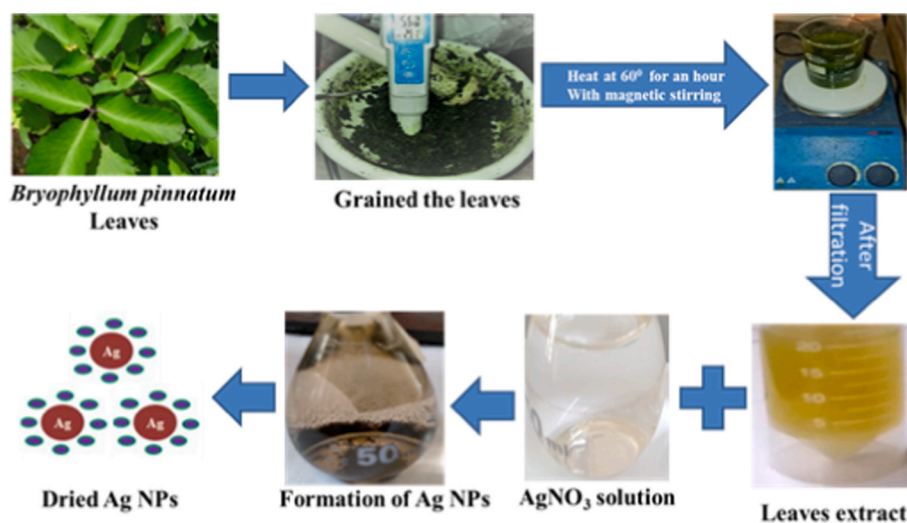 Bryophyllum pinnatum
Leaves
Grained the leaves
Heat at 60⁰ for an hour
With magnetic stirring
After
filtration
20
15
10
5
Leaves extract
AgNO₃ solution
50
Formation of Ag NPs
Ag
Ag
Ag
Dried Ag NPs